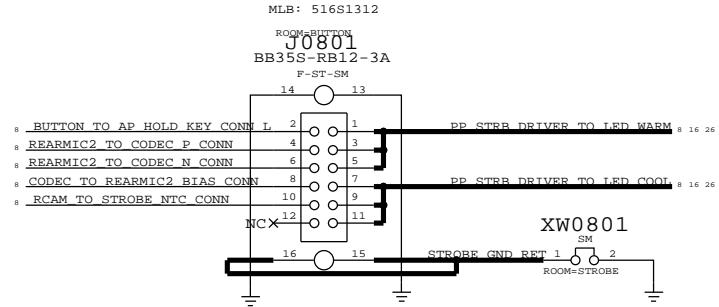 MLB: 516S1312
ROOM=BUTTON
J0801
BB35S-RB12-3A
F-ST-SM
14 13
8 BUTTON_TO_AP_HOLD_KEY_CONN_L 2 1 PP_STRB_DRIVER_TO_LED_WARM 8 16 26
8 REARMIC2_TO_CODEC_P_CONN 4 3
8 REARMIC2_TO_CODEC_N_CONN 6 5
8 CODEC_TO_REARMIC2_BIAS_CONN 8 7 PP_STRB_DRIVER_TO_LED_COOL 8 16 26
8 RCAM_TO_STROBE_NTC_CONN 10 9
NC 12 11
XW0801
SM
16 15 STROBE_GND_RET 1 2
ROOM=STROBE